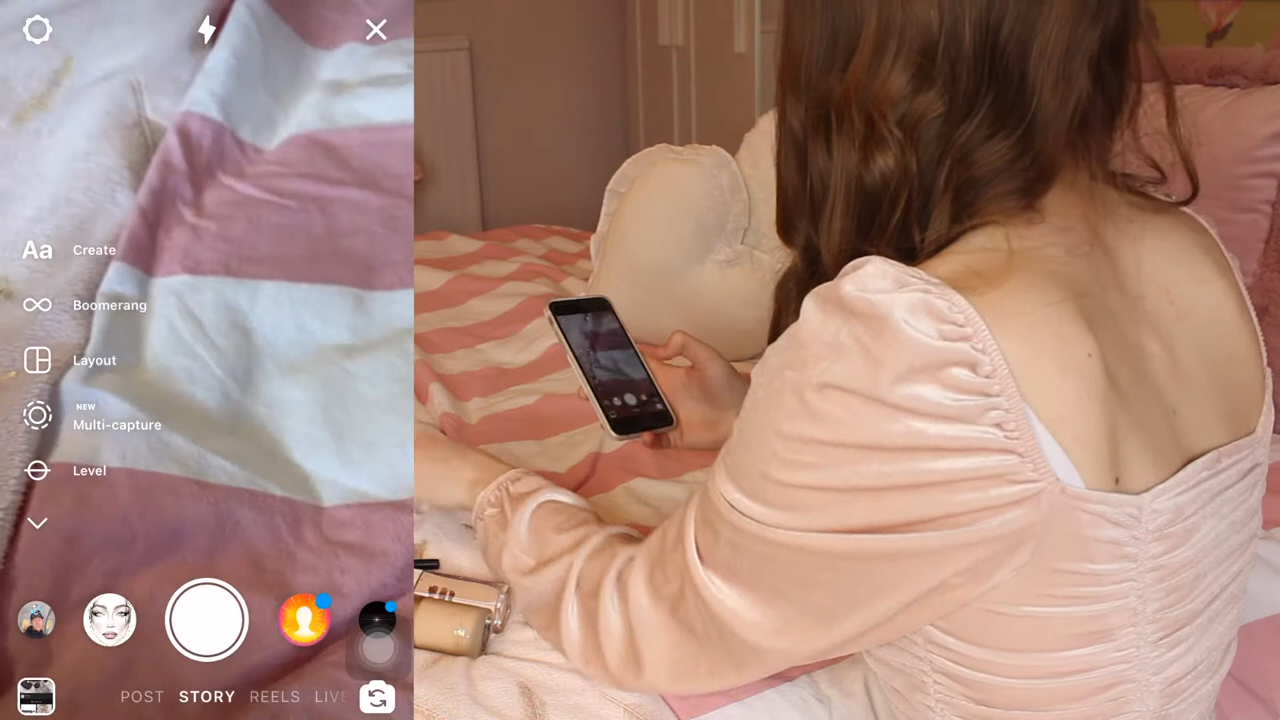 Aa Create
Boomerang
Layout
NEW
Multi-capture
Level
POST STORY REELS LIVE